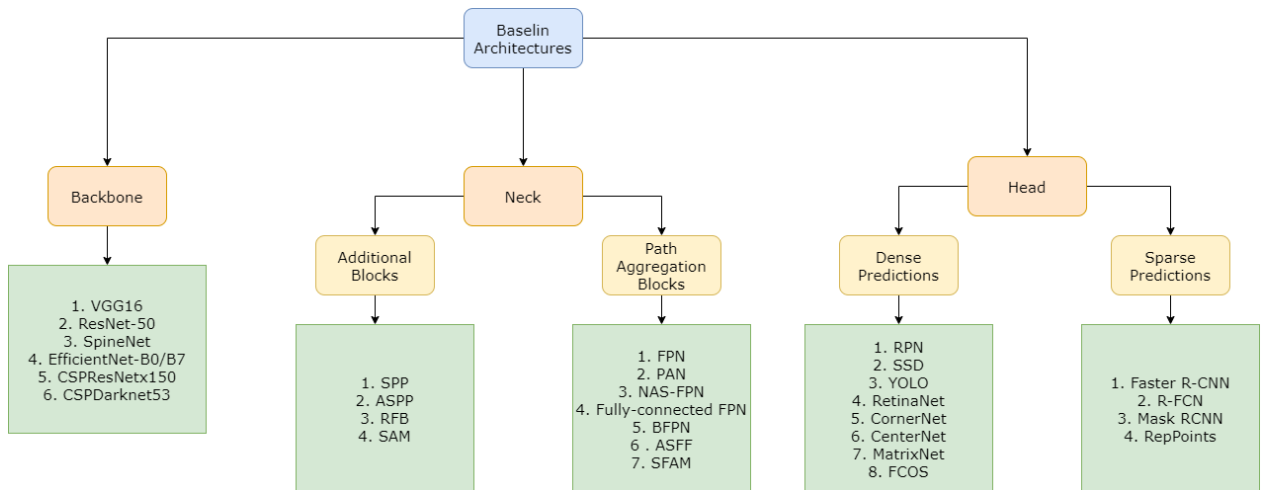 Baselin
Architectures
Backbone
Neck
Head
Additional
Blocks
Path
Aggregation
Blocks
Dense
Predictions
Sparse
Predictions
1. VGG16
2. ResNet-50
3. SpineNet
4. EfficientNet-B0/B7
5. CSPResNetx150
6. CSPDarknet53
1. SPP
2. ASPP
3. RFB
4. SAM
1. FPN
2. PAN
3. NAS-FPN
4. Fully-connected FPN
5. BFPN
6 . ASFF
7. SFAM
1. RPN
2. SSD
3. YOLO
4. RetinaNet
5. CornerNet
6. CenterNet
7. MatrixNet
8. FCOS
1. Faster R-CNN
2. R-FCN
3. Mask RCNN
4. RepPoints